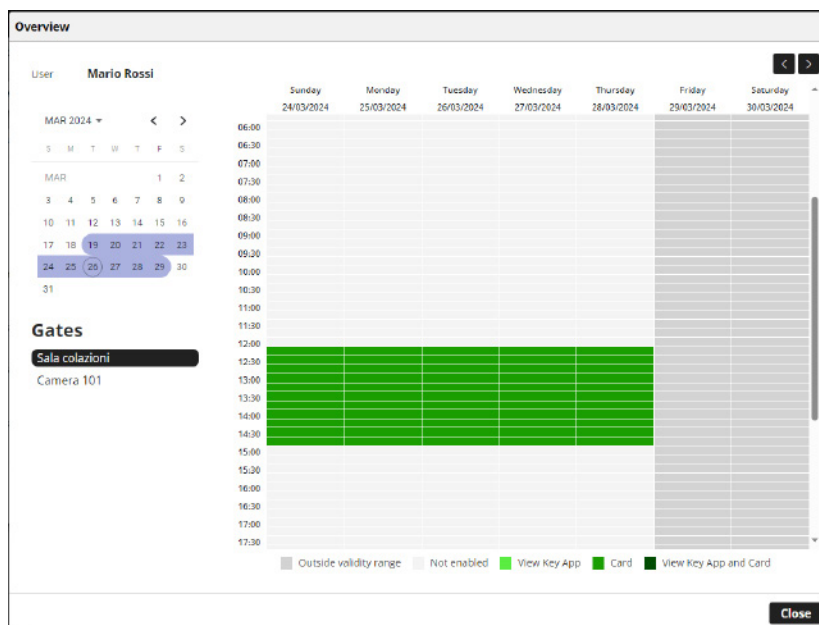 Overview
User Mario Rossi
MAR 2024
S M T W T F S
MAR 1 2
3 4 5 6 7 8 9
10 11 12 13 14 15 16
17 18 19 20 21 22 23
24 25 26 27 28 29 30
31
Gates
Sala colazioni
Camera 101
Sunday Monday Tuesday Wednesday Thursday Friday Saturday
24/03/2024 25/03/2024 26/03/2024 27/03/2024 28/03/2024 29/03/2024 30/03/2024
06:00
06:30
07:00
07:30
08:00
08:30
09:00
09:30
10:00
10:30
11:00
11:30
12:00
12:30
13:00
13:30
14:00
14:30
15:00
15:30
16:00
16:30
17:00
17:30
Outside validity range Not enabled View Key App Card View Key App and Card
Close